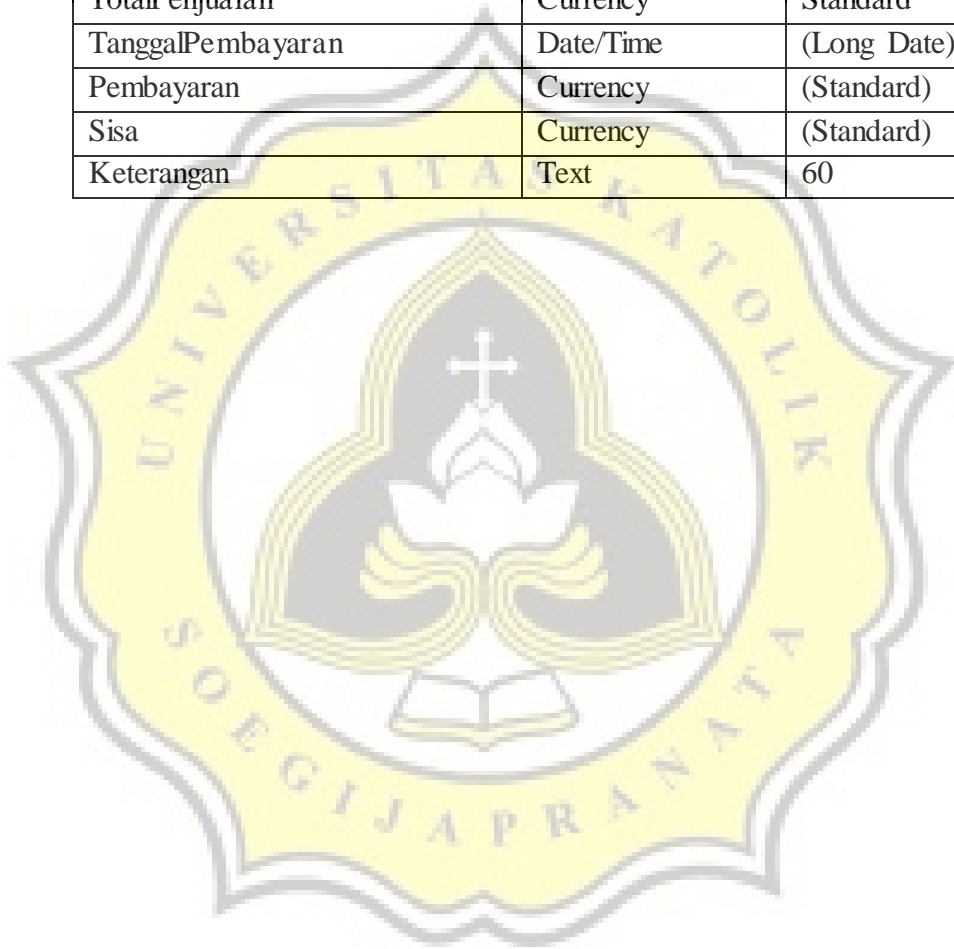 TotalPenjualan Currency Standard
TanggalPembayaran Date/Time (Long Date)
Pembayaran Currency (Standard)
Sisa Currency (Standard)
Keterangan Text 60
UNIVERSITAS KATOLIK
SOEGIJAPRANATA